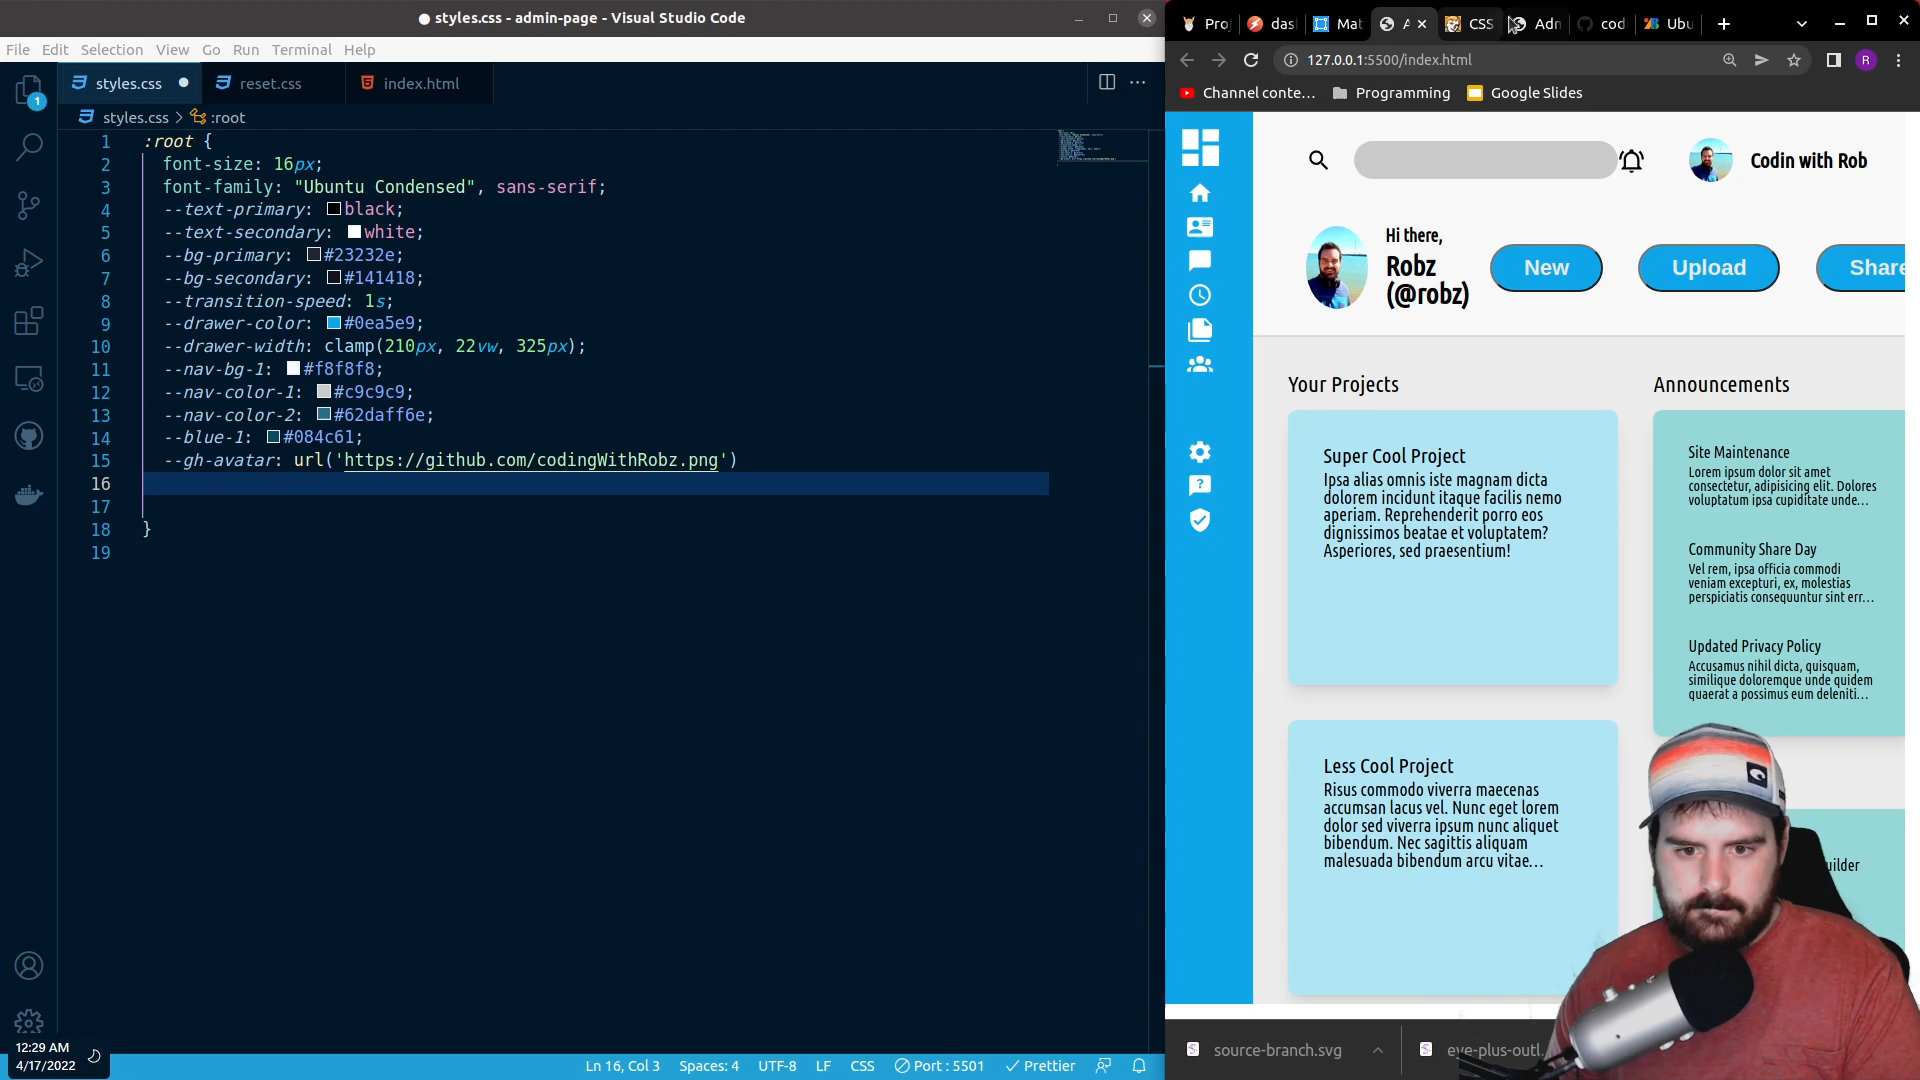 styles.css - admin-page - Visual Studio Code
File Edit Selection View Go Run Terminal Help
styles.css reset.css index.html
styles.css > :root
1 :root {
2 font-size: 16px;
3 font-family: "Ubuntu Condensed", sans-serif;
4 --text-primary: black;
5 --text-secondary: white;
6 --bg-primary: #23232e;
7 --bg-secondary: #141418;
8 --transition-speed: 1s;
9 --drawer-color: #0ea5e9;
10 --drawer-width: clamp(210px, 22vw, 325px);
11 --nav-bg-1: #f8f8f8;
12 --nav-color-1: #c9c9c9;
13 --nav-color-2: #62daff6e;
14 --blue-1: #084c61;
15 --gh-avatar: url('https://github.com/codingWithRobz.png')
16
17
18 }
19
1
12:29 AM
4/17/2022
Ln 16, Col 3 Spaces: 4 UTF-8 LF CSS Port : 5501 Prettier
Proj das Mat A CSS Adn cod Ubu
127.0.0.1:5500/index.html
R
Channel conte... Programming Google Slides
Codin with Rob
Hi there,
Robz
(@robz)
New Upload Share
Your Projects
Super Cool Project
Ipsa alias omnis iste magnam dicta
dolorem incidunt itaque facilis nemo
aperiam. Reprehenderit porro eos
dignissimos beatae et voluptatem?
Asperiores, sed praesentium!
Less Cool Project
Risus commodo viverra maecenas
accumsan lacus vel. Nunc eget lorem
dolor sed viverra ipsum nunc aliquet
bibendum. Nec sagittis aliquam
malesuada bibendum arcu vitae...
Announcements
Site Maintenance
Lorem ipsum dolor sit amet
consectetur, adipisicing elit. Dolores
voluptatum ipsa cupiditate unde...
Community Share Day
Vel rem, ipsa officia commodi
veniam excepturi, ex, molestias
perspiciatis consequuntur sint err...
Updated Privacy Policy
Accusamus nihil dicta, quisquam,
similique doloremque unde quidem
quaerat a possimus eum deleniti...
uilder
source-branch.svg eye-plus-outl...